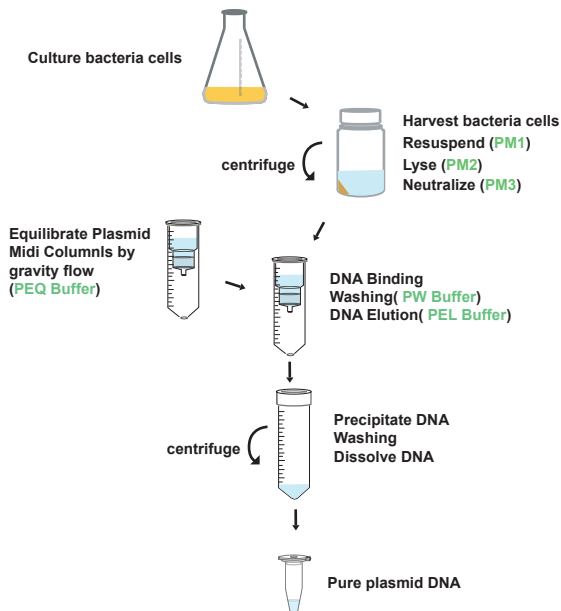 Culture bacteria cells
Harvest bacteria cells
Resuspend (PM1)
Lyse (PM2)
Neutralize (PM3)
centrifuge
Equilibrate Plasmid
Midi Columnls by
gravity flow
(PEQ Buffer)
DNA Binding
Washing( PW Buffer)
DNA Elution( PEL Buffer)
Precipitate DNA
Washing
Dissolve DNA
centrifuge
Pure plasmid DNA